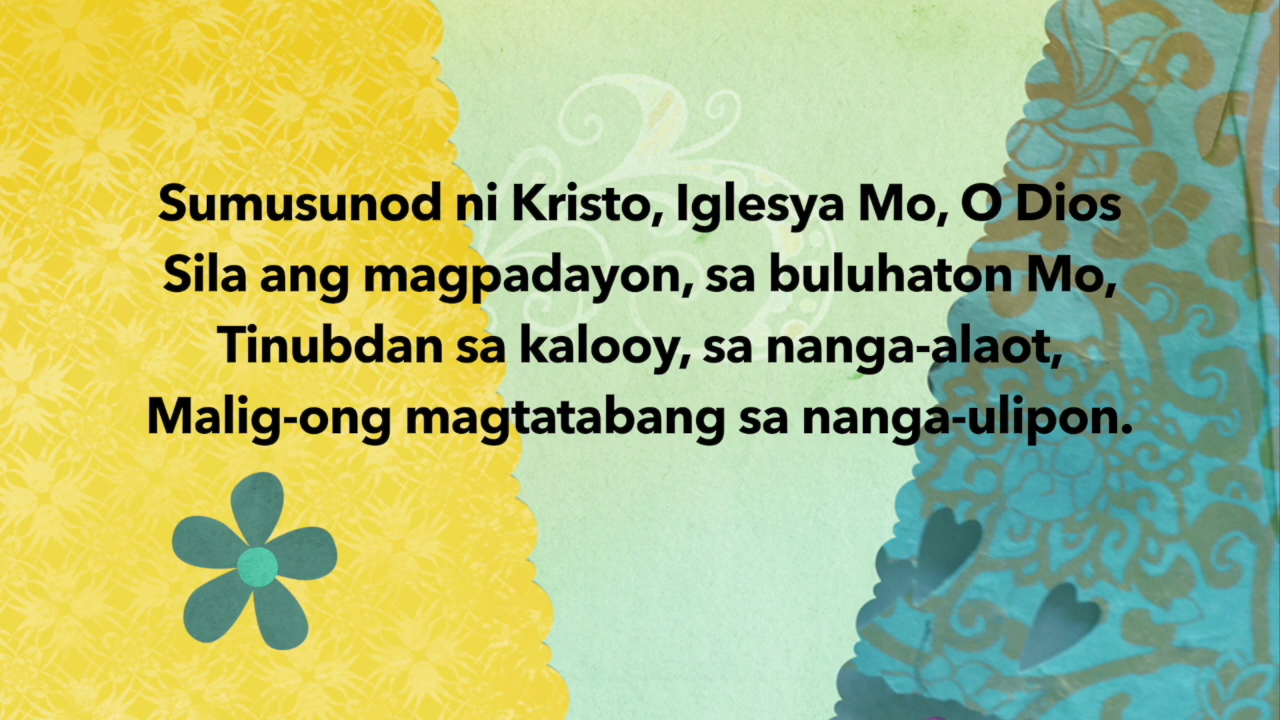 Sumusunod ni Kristo, Iglesya Mo, O Dios
Sila ang magpadayon, sa buluhaton Mo,
Tinubdan sa kalooy, sa nanga-alaot,
Malig-ong magtatabang sa nanga-ulipon.